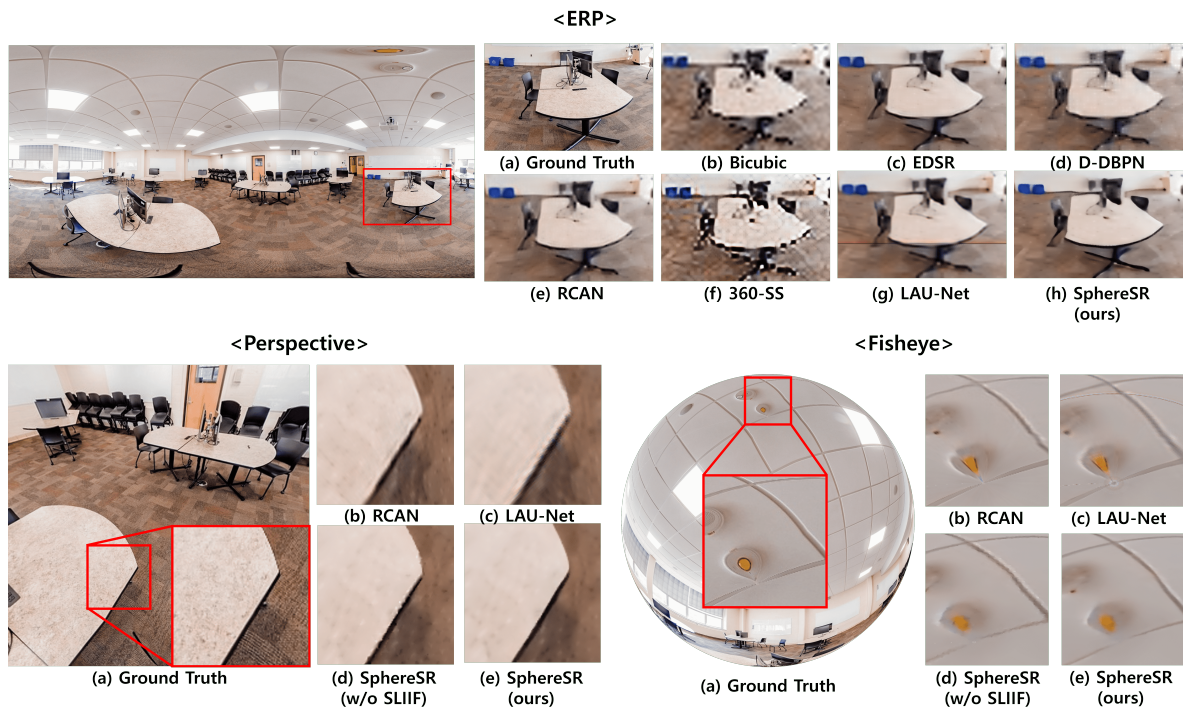 <ERP>
(a) Ground Truth
(b) Bicubic
(c) EDSR
(d) D-DBPN
(e) RCAN
(f) 360-SS
(g) LAU-Net
(h) SphereSR
(ours)
<Perspective>
(a) Ground Truth
(b) RCAN
(c) LAU-Net
(d) SphereSR
(w/o SLIIF)
(e) SphereSR
(ours)
<Fisheye>
(a) Ground Truth
(b) RCAN
(c) LAU-Net
(d) SphereSR
(w/o SLIIF)
(e) SphereSR
(ours)